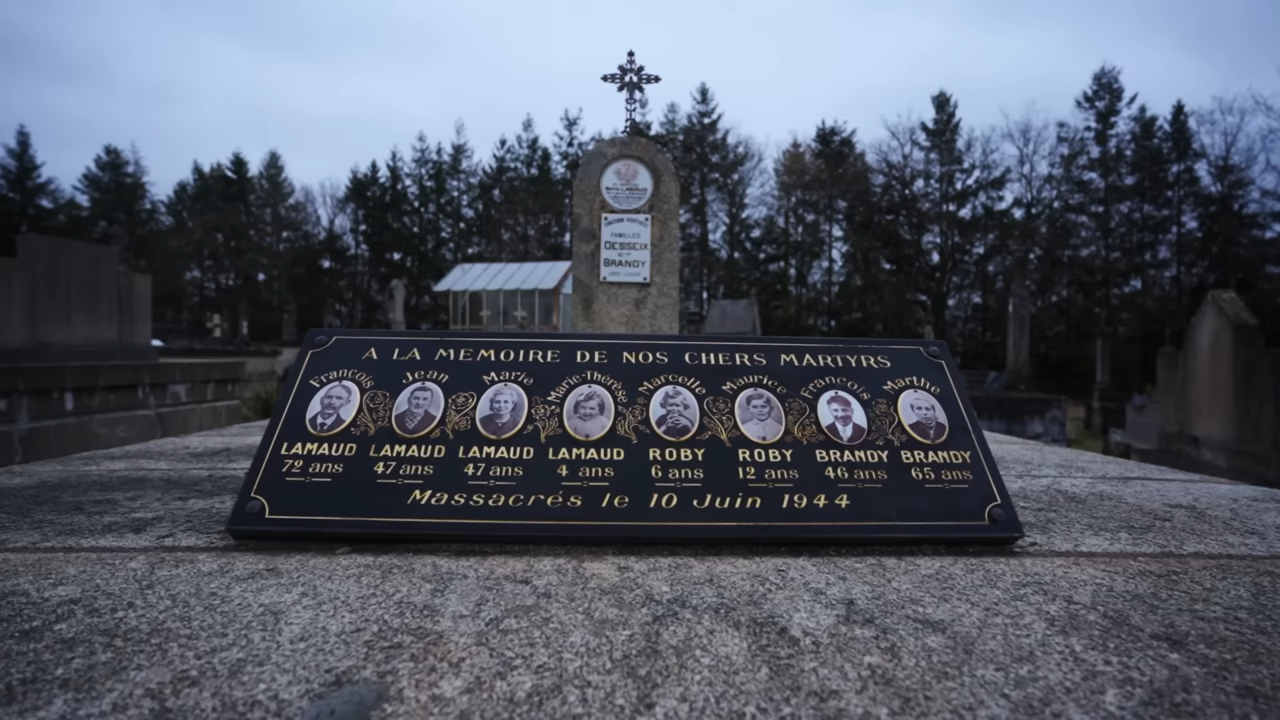 FAMILLES
DESSEIX
ET
BRANDY
A LA MEMOIRE DE NOS CHERS MARTYRS
François Jean Marie Marie-Thérèse Marcelle Maurice François Marthe
LAMAUD LAMAUD LAMAUD LAMAUD ROBY ROBY BRANDY BRANDY
72 ans 47 ans 47 ans 4 ans 6 ans 12 ans 46 ans 65 ans
Massacrés le 10 Juin 1944